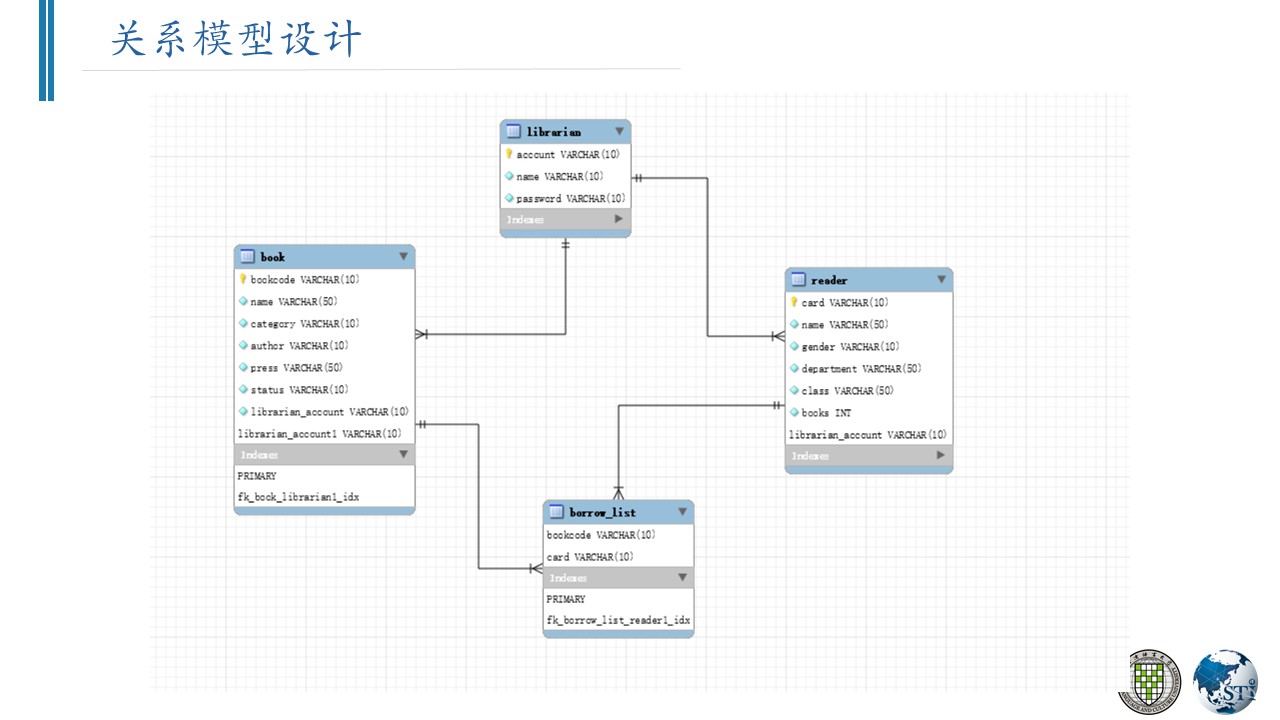 关系模型设计
librarian
account VARCHAR(10)
name VARCHAR(10)
password VARCHAR(10)
Indexes
book
bookcode VARCHAR(10)
name VARCHAR(50)
category VARCHAR(10)
author VARCHAR(10)
press VARCHAR(50)
status VARCHAR(10)
librarian_account VARCHAR(10)
librarian_account1 VARCHAR(10)
Indexes
PRIMARY
fk_book_librarian1_idx
reader
card VARCHAR(10)
name VARCHAR(50)
gender VARCHAR(10)
department VARCHAR(50)
class VARCHAR(50)
books INT
librarian_account VARCHAR(10)
Indexes
borrow_list
bookcode VARCHAR(10)
card VARCHAR(10)
Indexes
PRIMARY
fk_borrow_list_reader1_idx
STI